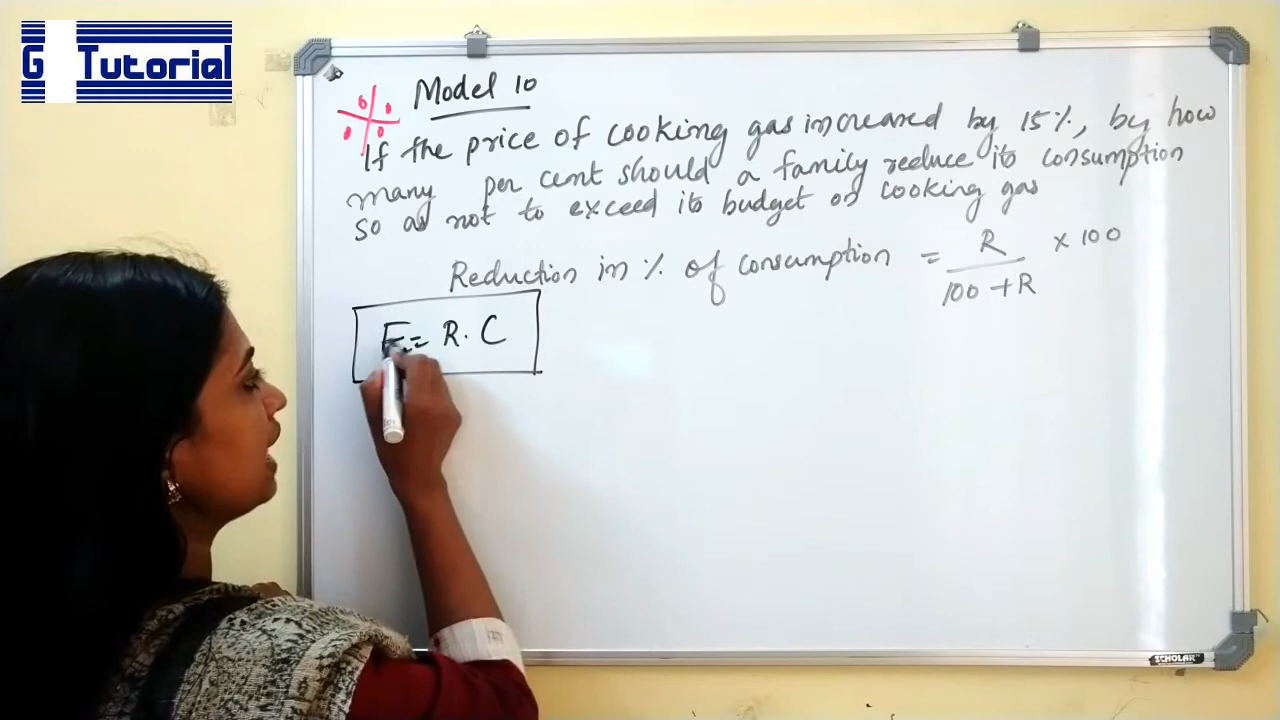 G Tutorial
Model 10
If the price of cooking gas increased by 15%, by how
many per cent should a family reduce its consumption
so as not to exceed its budget on cooking gas
Reduction in % of consumption = R / 100 + R × 100
E = R . C
SCHOLAR